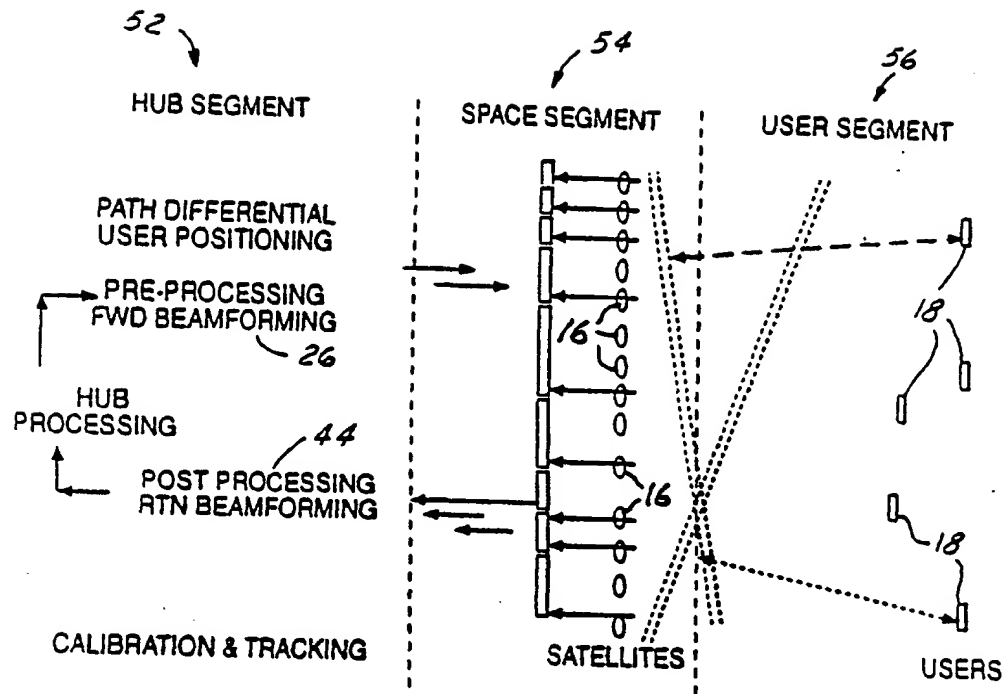 52
54
56
HUB SEGMENT
SPACE SEGMENT
USER SEGMENT
PATH DIFFERENTIAL
USER POSITIONING
PRE-PROCESSING
FWD BEAMFORMING
26
16
18
HUB
PROCESSING
44
POST PROCESSING
RTN BEAMFORMING
16
18
CALIBRATION & TRACKING
SATELLITES
USERS